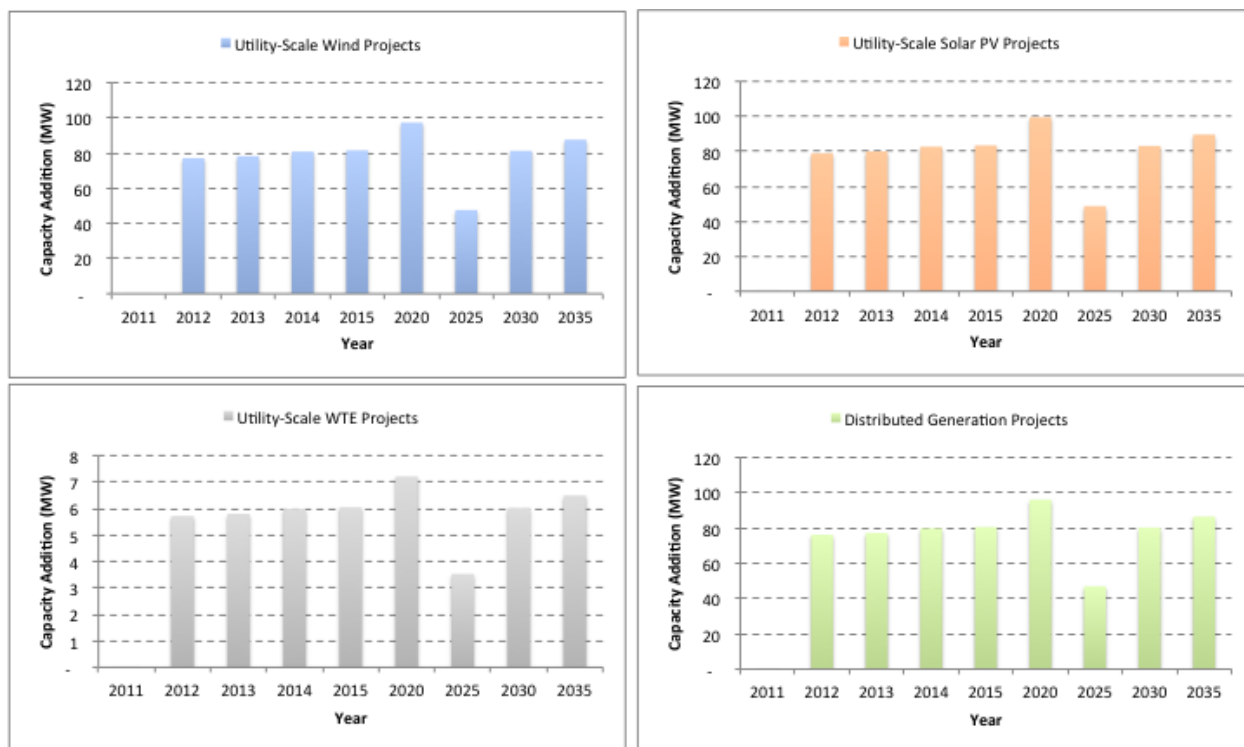 Utility-Scale Wind Projects
Capacity Addition (MW)
120
100
80
60
40
20
-
2011 2012 2013 2014 2015 2020 2025 2030 2035
Year
Utility-Scale Solar PV Projects
Capacity Addition (MW)
120
100
80
60
40
20
-
2011 2012 2013 2014 2015 2020 2025 2030 2035
Year
Utility-Scale WTE Projects
Capacity Addition (MW)
8
7
6
5
4
3
2
1
-
2011 2012 2013 2014 2015 2020 2025 2030 2035
Year
Distributed Generation Projects
Capacity Addition (MW)
120
100
80
60
40
20
-
2011 2012 2013 2014 2015 2020 2025 2030 2035
Year